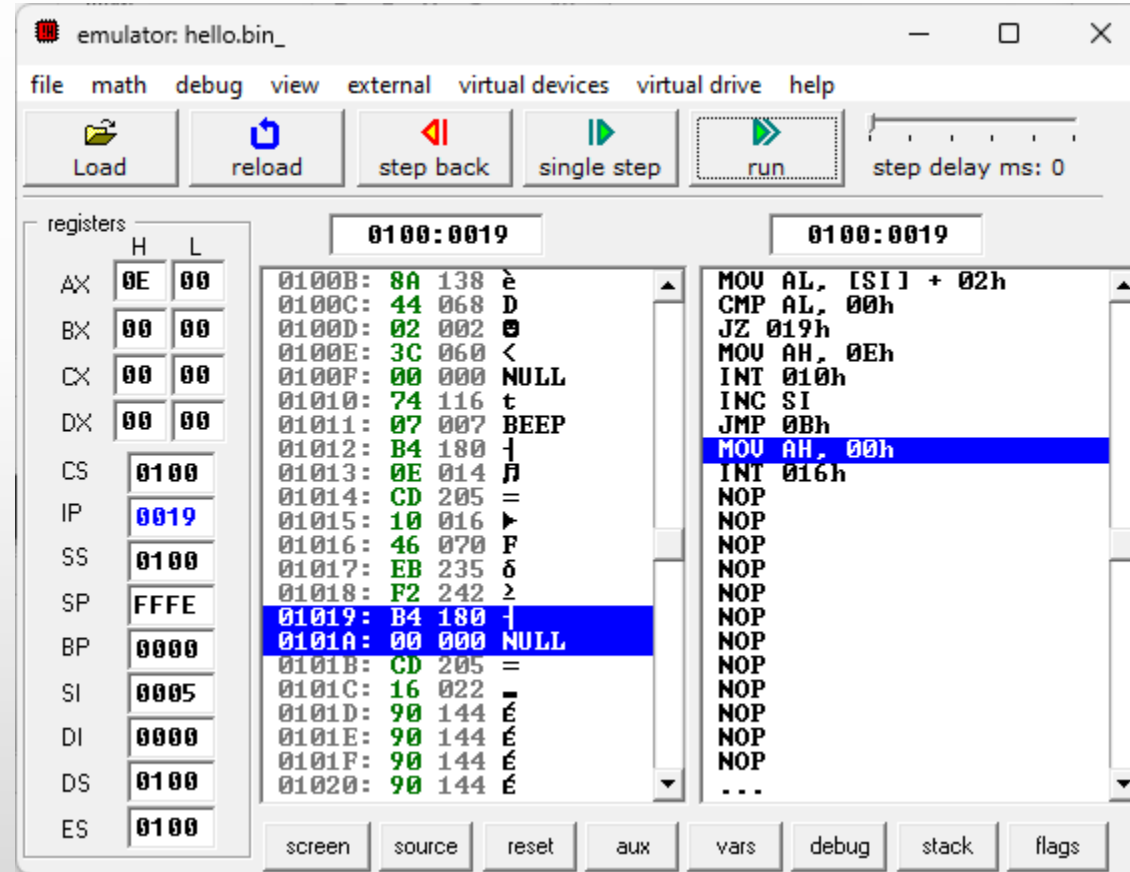 emulator: hello.bin_
file math debug view external virtual devices virtual drive help
Load reload step back single step run step delay ms: 0
registers
H L
AX 0E 00
BX 00 00
CX 00 00
DX 00 00
CS 0100
IP 0019
SS 0100
SP FFFE
BP 0000
SI 0005
DI 0000
DS 0100
ES 0100
0100:0019
0100B: 8A 138 è
0100C: 44 068 D
0100D: 02 002 ☻
0100E: 3C 060 <
0100F: 00 000 NULL
01010: 74 116 t
01011: 07 007 BEEP
01012: B4 180 ┤
01013: 0E 014 ♫
01014: CD 205 =
01015: 10 016 ►
01016: 46 070 F
01017: EB 235 δ
01018: F2 242 ≥
01019: B4 180 ┤
0101A: 00 000 NULL
0101B: CD 205 =
0101C: 16 022 ▬
0101D: 90 144 É
0101E: 90 144 É
0101F: 90 144 É
01020: 90 144 É
0100:0019
MOV AL, [SI] + 02h
CMP AL, 00h
JZ 019h
MOV AH, 0Eh
INT 010h
INC SI
JMP 0Bh
MOV AH, 00h
INT 016h
NOP
NOP
NOP
NOP
NOP
NOP
NOP
NOP
NOP
NOP
NOP
NOP
...
screen source reset aux vars debug stack flags